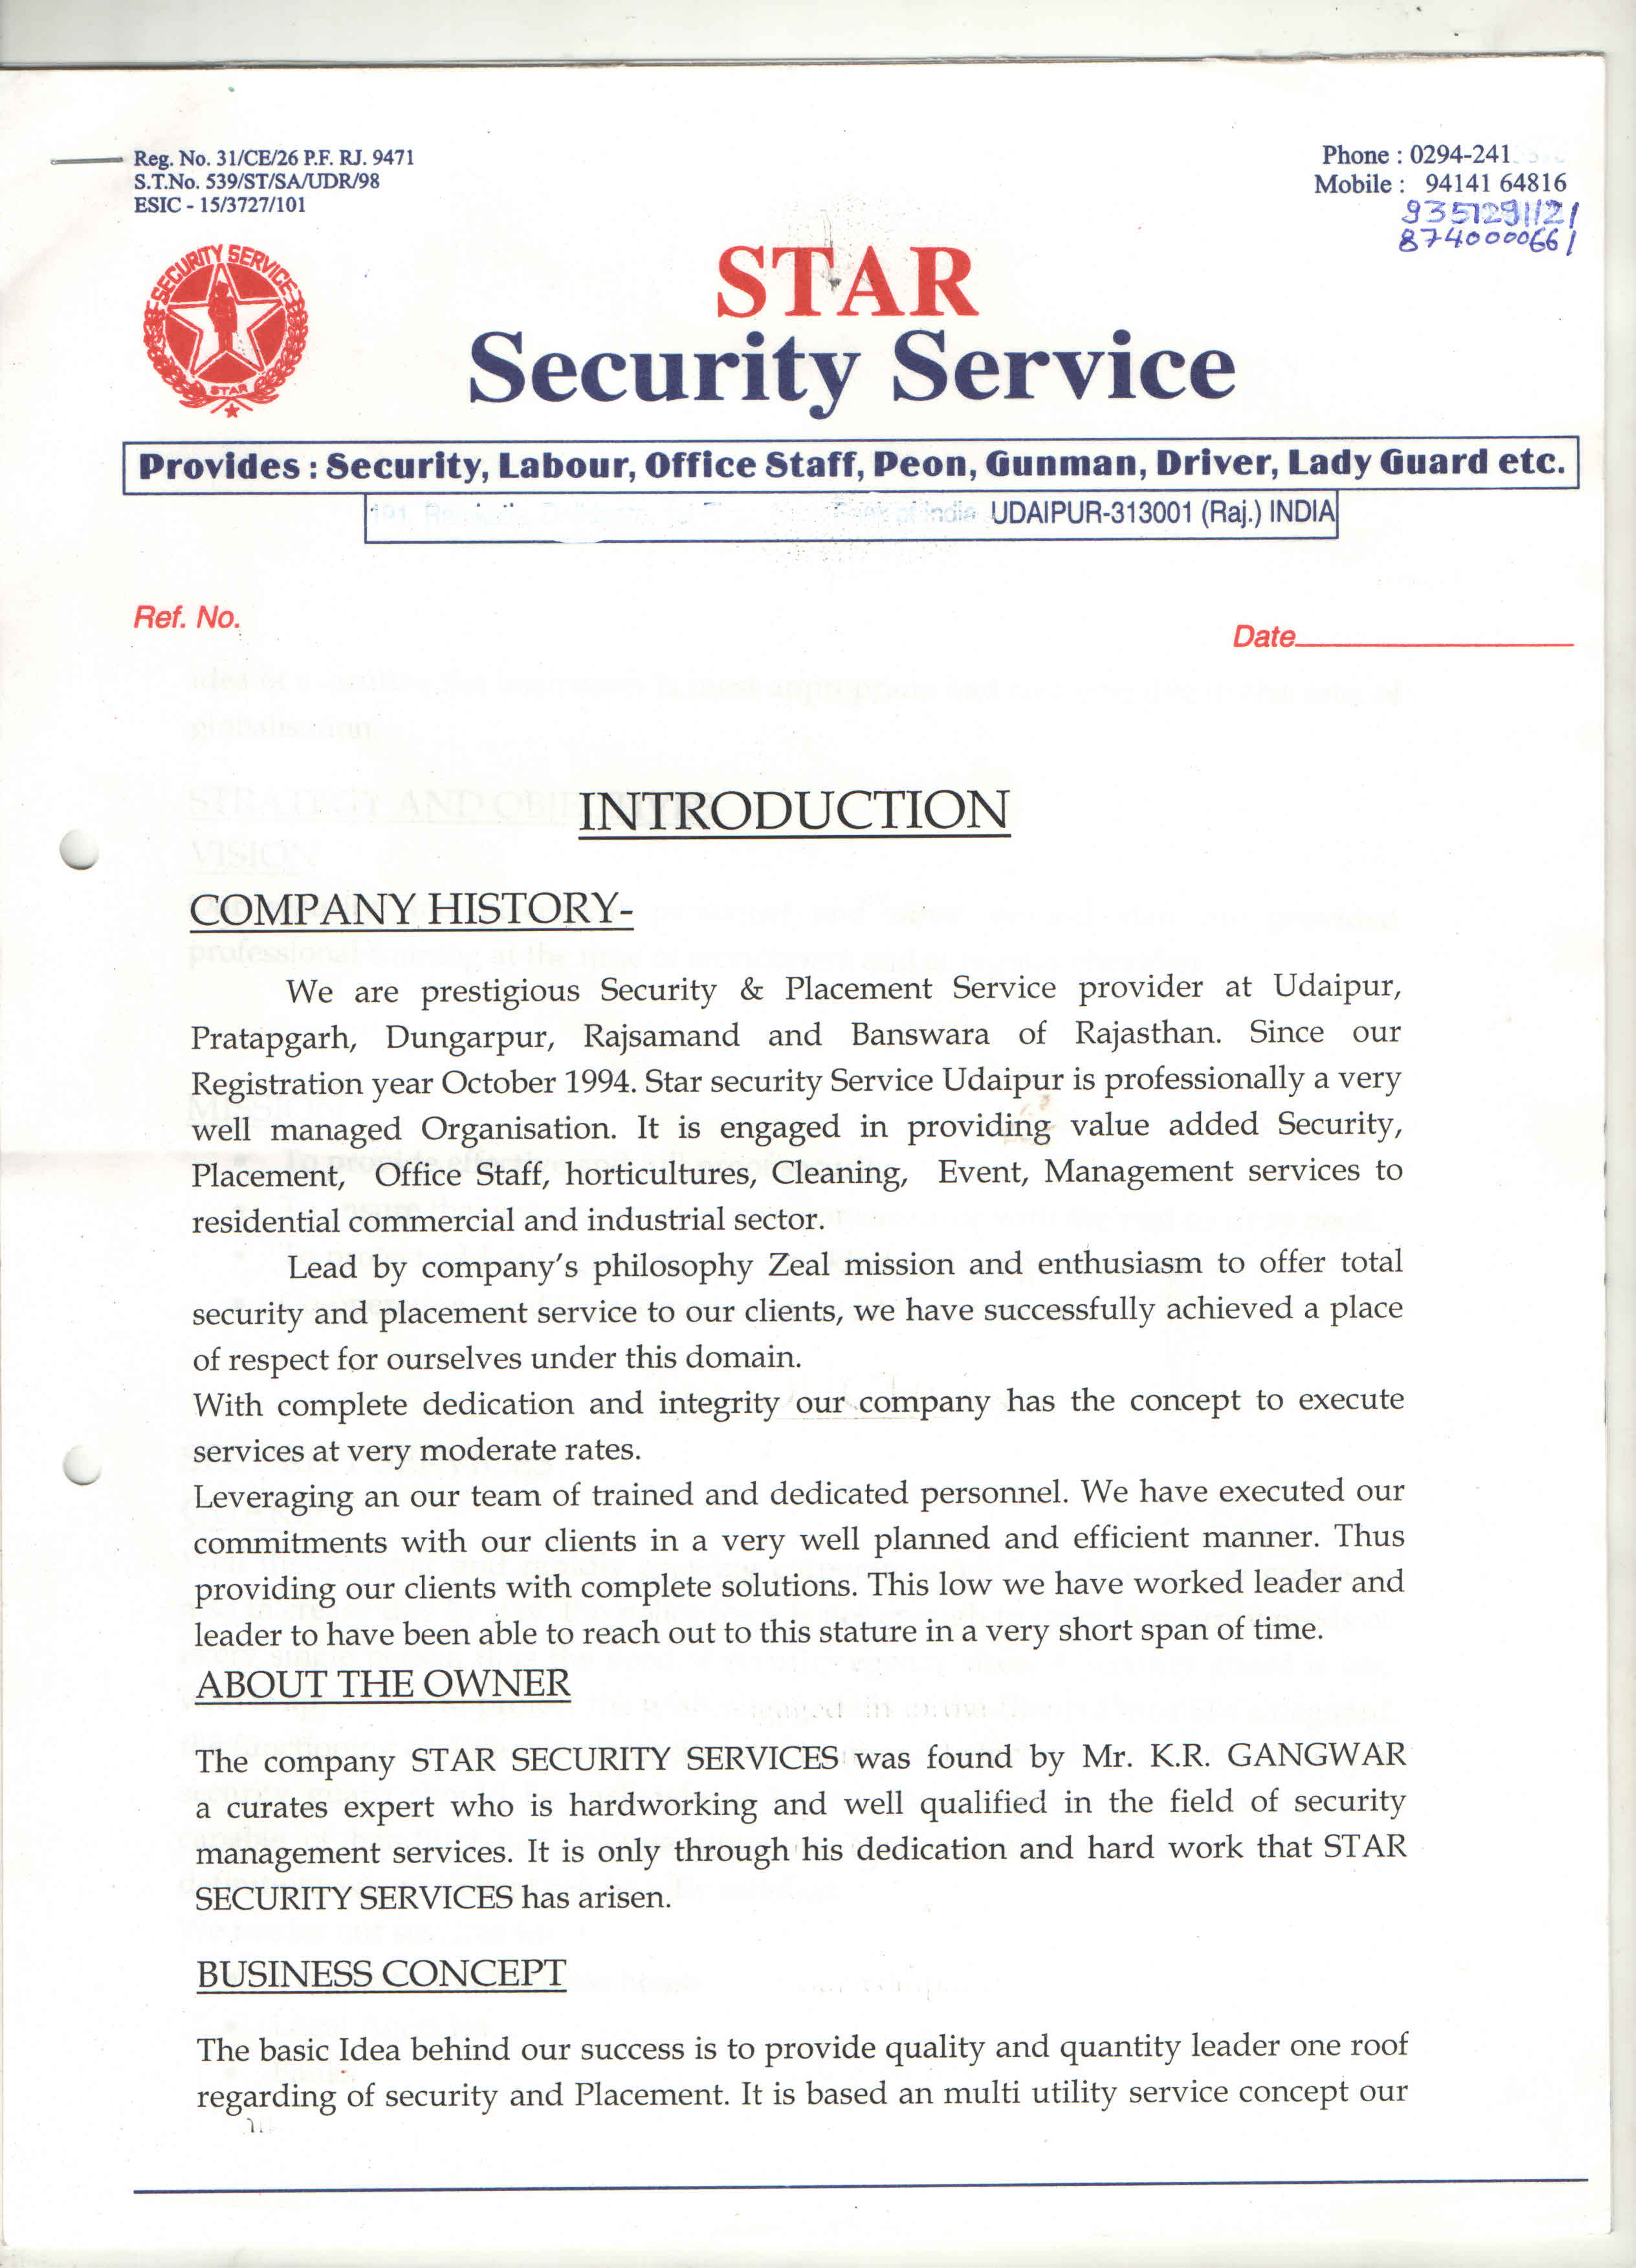 Reg. No. 31/CE/26 P.F. RJ. 9471
S.T.No. 539/ST/SA/UDR/98
ESIC - 15/3727/101
Phone : 0294-241
Mobile : 94141 64816
9351291121
8740000661
SECURITY SERVICE
STAR
STAR
Security Service
Provides : Security, Labour, Office Staff, Peon, Gunman, Driver, Lady Guard etc.
UDAIPUR-313001 (Raj.) INDIA
Ref. No.
Date
INTRODUCTION
COMPANY HISTORY-
We are prestigious Security & Placement Service provider at Udaipur,
Pratapgarh, Dungarpur, Rajsamand and Banswara of Rajasthan. Since our
Registration year October 1994. Star security Service Udaipur is professionally a very
well managed Organisation. It is engaged in providing value added Security,
Placement, Office Staff, horticultures, Cleaning, Event, Management services to
residential commercial and industrial sector.
Lead by company's philosophy Zeal mission and enthusiasm to offer total
security and placement service to our clients, we have successfully achieved a place
of respect for ourselves under this domain.
With complete dedication and integrity our company has the concept to execute
services at very moderate rates.
Leveraging an our team of trained and dedicated personnel. We have executed our
commitments with our clients in a very well planned and efficient manner. Thus
providing our clients with complete solutions. This low we have worked leader and
leader to have been able to reach out to this stature in a very short span of time.
ABOUT THE OWNER
The company STAR SECURITY SERVICES was found by Mr. K.R. GANGWAR
a curates expert who is hardworking and well qualified in the field of security
management services. It is only through his dedication and hard work that STAR
SECURITY SERVICES has arisen.
BUSINESS CONCEPT
The basic Idea behind our success is to provide quality and quantity leader one roof
regarding of security and Placement. It is based an multi utility service concept our